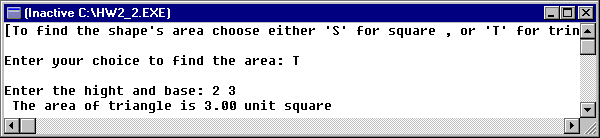 (Inactive C:\HW2_2.EXE)
[To find the shape's area choose either 'S' for square , or 'T' for trin
Enter your choice to find the area: T
Enter the hight and base: 2 3
The area of triangle is 3.00 unit square